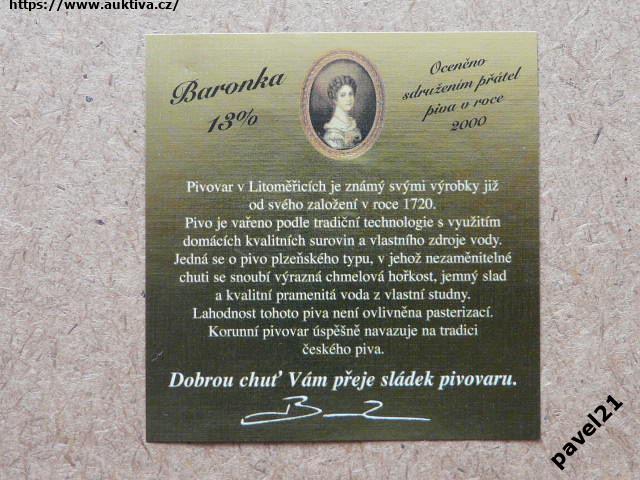 https://www.auktiva.cz/
Baronka
13%
Oceněno
sdružením přátel
piva v roce
2000
Pivovar v Litoměřicích je známý svými výrobky již
od svého založení v roce 1720.
Pivo je vařeno podle tradiční technologie s využitím
domácích kvalitních surovin a vlastního zdroje vody.
Jedná se o pivo plzeňského typu, v jehož nezaměnitelné
chuti se snoubí výrazná chmelová hořkost, jemný slad
a kvalitní pramenitá voda z vlastní studny.
Lahodnost tohoto piva není ovlivněna pasterizací.
Korunní pivovar úspěšně navazuje na tradici
českého piva.
Dobrou chuť Vám přeje sládek pivovaru.
pavel21